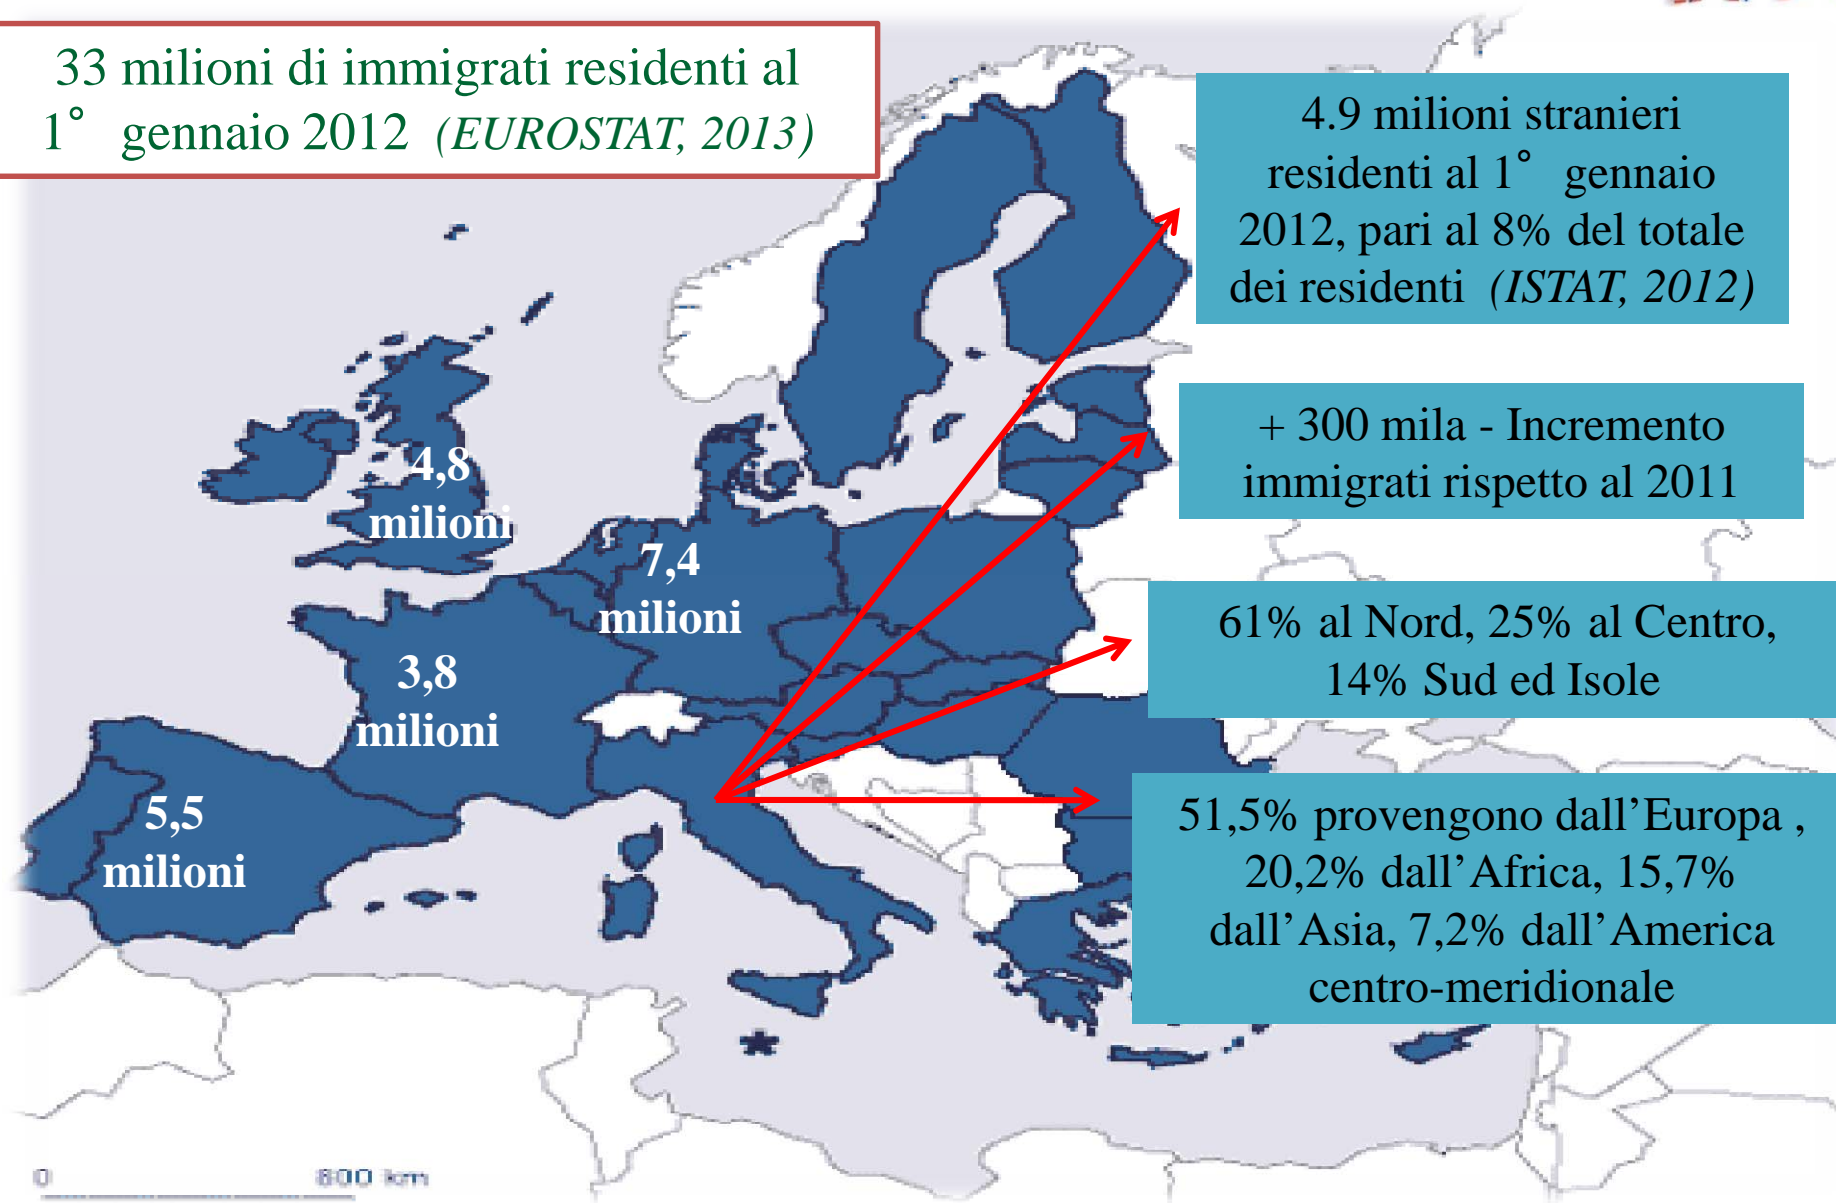 33 milioni di immigrati residenti al
1° gennaio 2012 (EUROSTAT, 2013)
4.9 milioni stranieri
residenti al 1° gennaio
2012, pari al 8% del totale
dei residenti (ISTAT, 2012)
+ 300 mila - Incremento
immigrati rispetto al 2011
61% al Nord, 25% al Centro,
14% Sud ed Isole
51,5% provengono dall’Europa ,
20,2% dall’Africa, 15,7%
dall’Asia, 7,2% dall’America
centro-meridionale
4,8
milioni
7,4
milioni
3,8
milioni
5,5
milioni
0 800 km